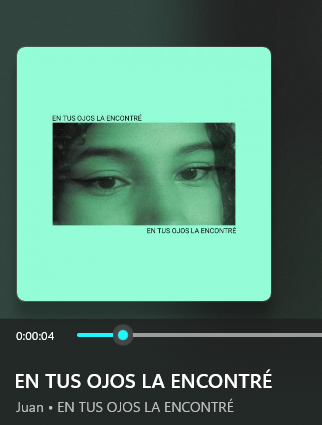 EN TUS OJOS LA ENCONTRÉ
EN TUS OJOS LA ENCONTRÉ
0:00:04
EN TUS OJOS LA ENCONTRÉ
Juan • EN TUS OJOS LA ENCONTRÉ